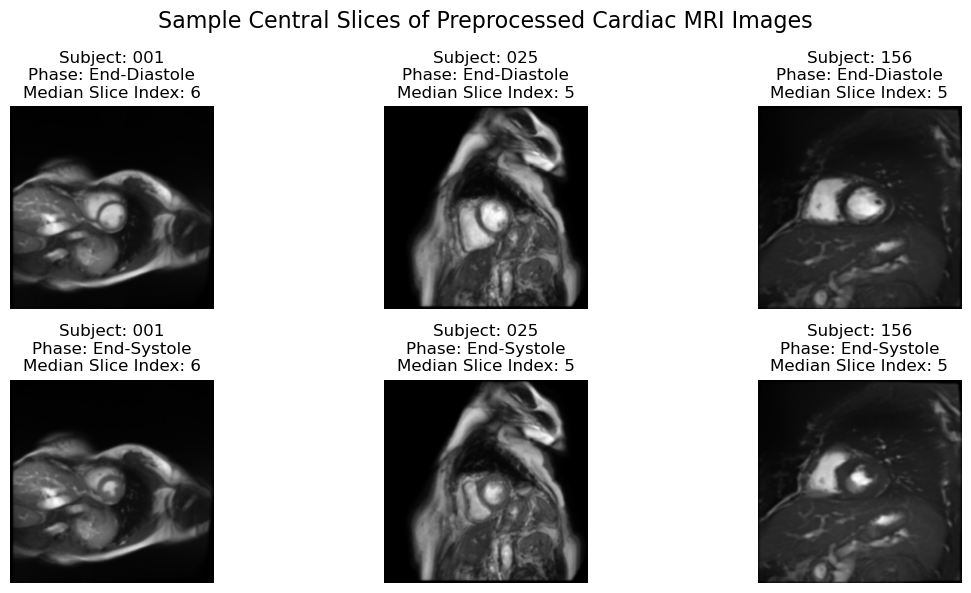 Sample Central Slices of Preprocessed Cardiac MRI Images
Subject: 001
Phase: End-Diastole
Median Slice Index: 6
Subject: 025
Phase: End-Diastole
Median Slice Index: 5
Subject: 156
Phase: End-Diastole
Median Slice Index: 5
Subject: 001
Phase: End-Systole
Median Slice Index: 6
Subject: 025
Phase: End-Systole
Median Slice Index: 5
Subject: 156
Phase: End-Systole
Median Slice Index: 5